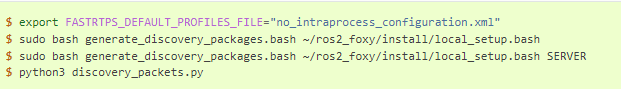 $ export FASTRTPS_DEFAULT_PROFILES_FILE="no_intraprocess_configuration.xml"
$ sudo bash generate_discovery_packages.bash ~/ros2_foxy/install/local_setup.bash
$ sudo bash generate_discovery_packages.bash ~/ros2_foxy/install/local_setup.bash SERVER
$ python3 discovery_packets.py